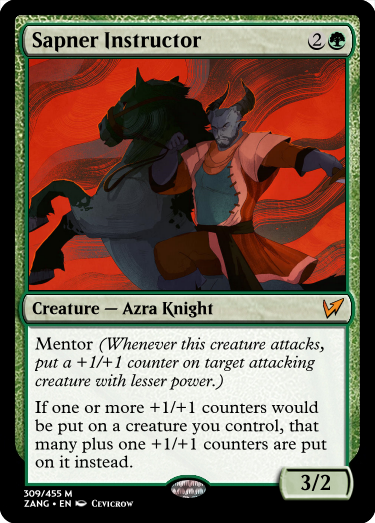 Sapner Instructor 2
Creature — Azra Knight
Mentor (Whenever this creature attacks,
put a +1/+1 counter on target attacking
creature with lesser power.)
If one or more +1/+1 counters would
be put on a creature you control, that
many plus one +1/+1 counters are put
on it instead.
3/2
309/455 M
ZANG • EN Cevicrow